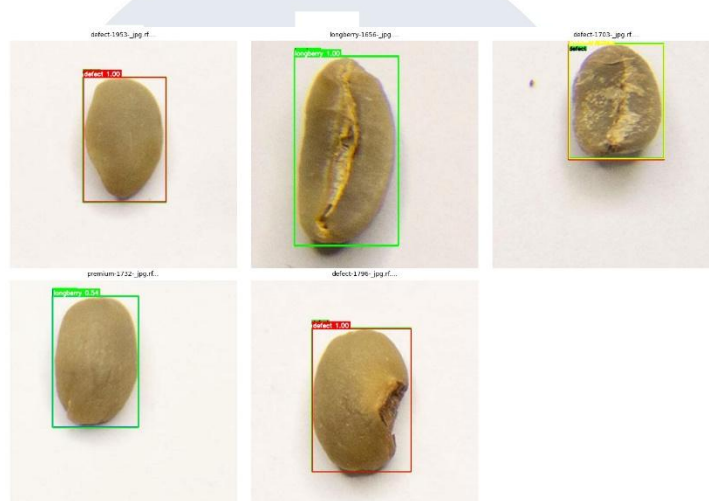 defect-1953-_jpg.rf...
longberry-1656-_jpg....
defect-1703-_jpg.rf....
defect 1.00
longberry 1.00
defect
premium-1732-_jpg.rf...
defect-1796-_jpg.rf....
longberry 0.54
defect 1.00